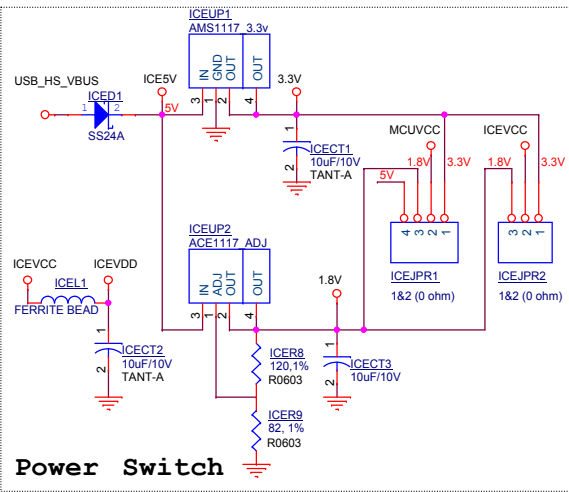 ICEUP1
AMS1117_3.3v
USB_HS_VBUS
ICED1
1 2
SS24A
ICE5V
5V
IN
GND
OUT
OUT
3
1
2
4
3.3V
1
2
ICECT1
10uF/10V
TANT-A
MCUVCC
ICEVCC
1.8V
3.3V
1.8V
3.3V
5V
4
3
2
1
2
1
ICEJPR1
1&2 (0 ohm)
ICEJPR2
1&2 (0 ohm)
ICEUP2
ACE1117_ADJ
IN
ADJ
OUT
OUT
3
1
2
4
1.8V
ICEVCC
ICEVDD
ICEL1
FERRITE BEAD
1
2
ICECT2
10uF/10V
TANT-A
ICER8
120,1%
R0603
1
2
ICECT3
10uF/10V
ICER9
82, 1%
R0603
Power Switch